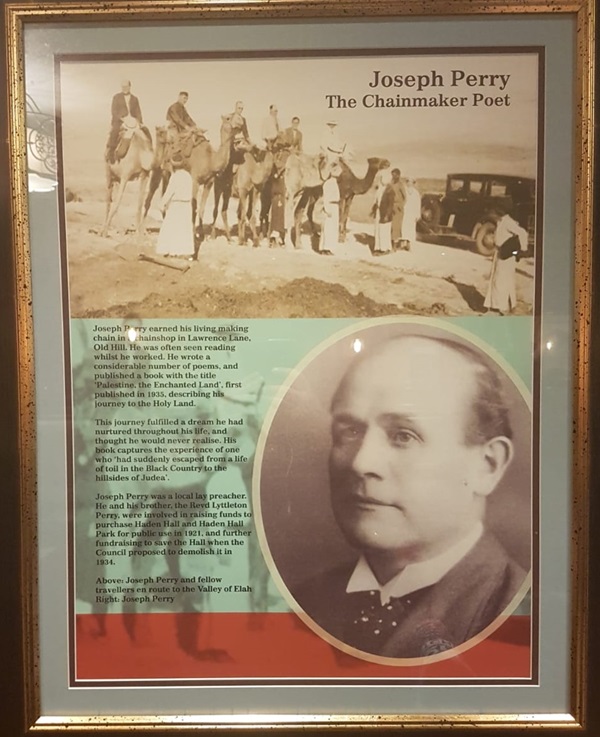 Joseph Perry
The Chainmaker Poet
Joseph Perry earned his living making
chain in chainshop in Lawrence Lane,
Old Hill. He was often seen reading
whilst he worked. He wrote a
considerable number of poems, and
published a book with the title
'Palestine, the Enchanted Land', first
published in 1935, describing his
journey to the Holy Land.
This journey fulfilled a dream he had
nurtured throughout his life, and
thought he would never realise. His
book captures the experience of one
who 'had suddenly escaped from a life
of toil in the Black Country to the
hillsides of Judea'.
Joseph Perry was a local lay preacher.
He and his brother, the Revd Lyttleton
Perry, were involved in raising funds to
purchase Haden Hall and Haden Hall
Park for public use in 1921, and further
fundraising to save the Hall when the
Council proposed to demolish it in
1934.
Above: Joseph Perry and fellow
travellers en route to the Valley of Elah
Right: Joseph Perry